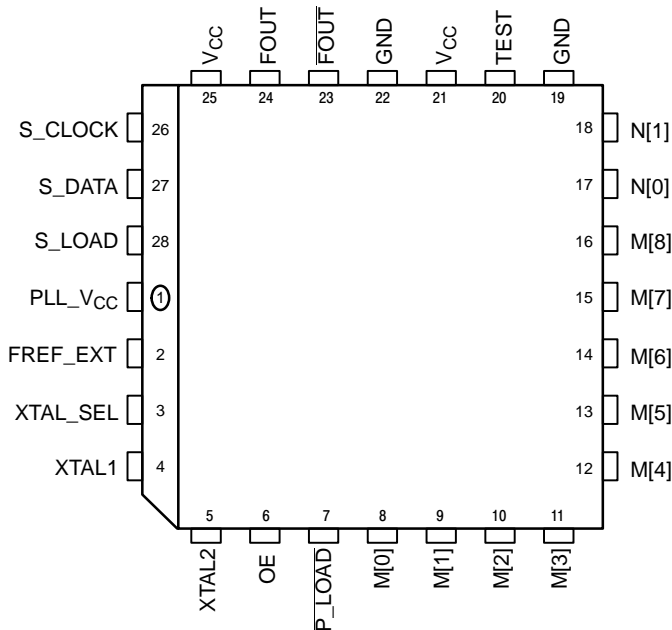 VCC FOUT FOUT GND VCC TEST GND
25 24 23 22 21 20 19
S_CLOCK 26 18 N[1]
S_DATA 27 17 N[0]
S_LOAD 28 16 M[8]
PLL_VCC 1 15 M[7]
FREF_EXT 2 14 M[6]
XTAL_SEL 3 13 M[5]
XTAL1 4 12 M[4]
5 6 7 8 9 10 11
XTAL2 OE P_LOAD M[0] M[1] M[2] M[3]